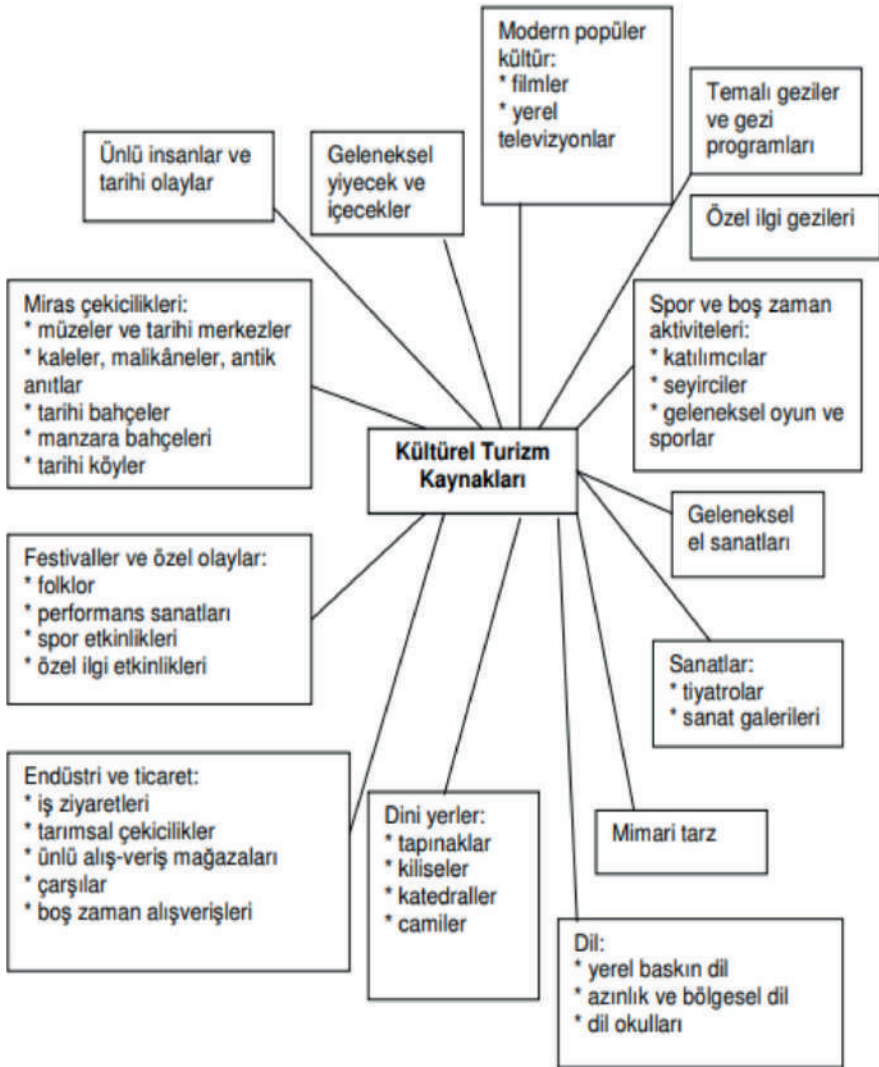 Modern popüler
kültür:
* filmler
* yerel
televizyonlar
Temalı geziler
ve gezi
programları
Ünlü insanlar ve
tarihi olaylar
Geleneksel
yiyecek ve
içecekler
Özel ilgi gezileri
Miras çekicilikleri:
* müzeler ve tarihi merkezler
* kaleler, malikâneler, antik
anıtlar
* tarihi bahçeler
* manzara bahçeleri
* tarihi köyler
Spor ve boş zaman
aktiviteleri:
* katılımcılar
* seyirciler
* geleneksel oyun ve
sporlar
Kültürel Turizm
Kaynakları
Geleneksel
el sanatları
Festivaller ve özel olaylar:
* folklor
* performans sanatları
* spor etkinlikleri
* özel ilgi etkinlikleri
Sanatlar:
* tiyatrolar
* sanat galerileri
Endüstri ve ticaret:
* iş ziyaretleri
* tarımsal çekicilikler
* ünlü alış-veriş mağazaları
* çarşılar
* boş zaman alışverişleri
Dini yerler:
* tapınaklar
* kiliseler
* katedraller
* camiler
Mimari tarz
Dil:
* yerel baskın dil
* azınlık ve bölgesel dil
* dil okulları